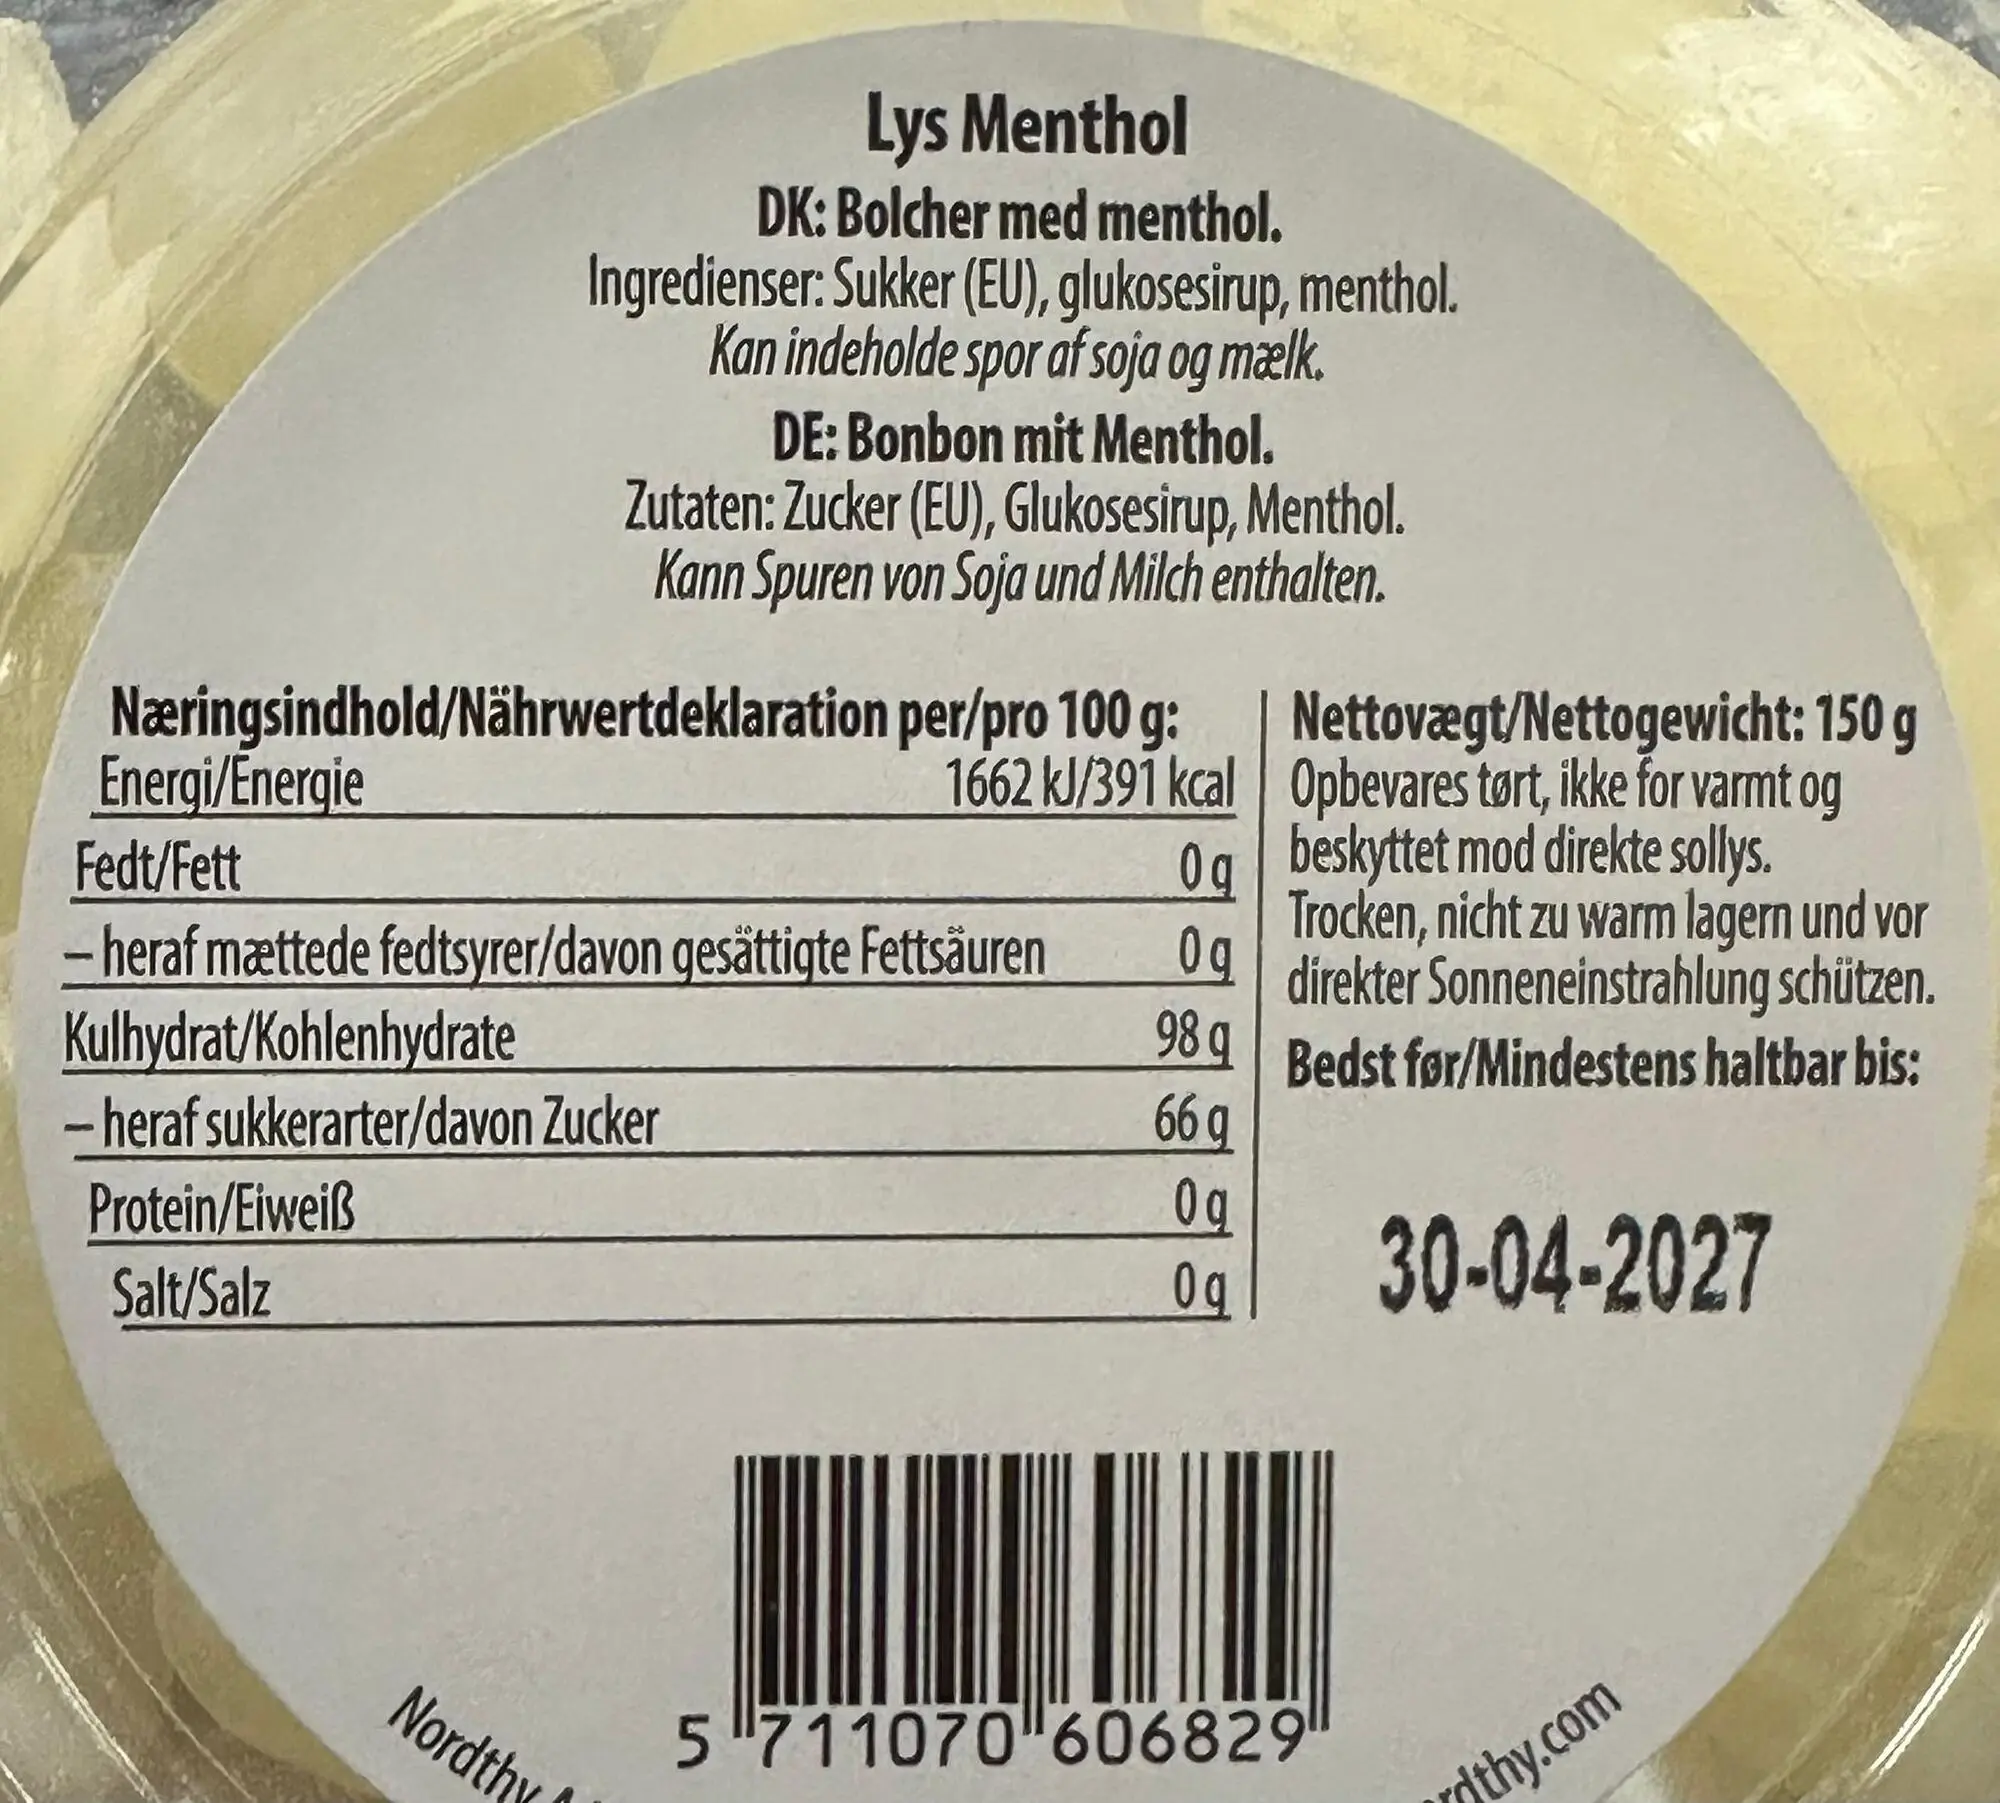 Lys Menthol
DK: Bolcher med menthol.
Ingredienser: Sukker (EU), glukosesirup, menthol.
Kan indeholde spor af soja og mælk.
DE: Bonbon mit Menthol.
Zutaten: Zucker (EU), Glukosesirup, Menthol.
Kann Spuren von Soja und Milch enthalten.
Næringsindhold/Nährwertdeklaration per/pro 100 g:
Energi/Energie 1662 kJ/391 kcal
Fedt/Fett 0 g
– heraf mættede fedtsyrer/davon gesättigte Fettsäuren 0 g
Kulhydrat/Kohlenhydrate 98 g
– heraf sukkerarter/davon Zucker 66 g
Protein/Eiweiß 0 g
Salt/Salz 0 g
Nettovægt/Nettogewicht: 150 g
Opbevares tørt, ikke for varmt og
beskyttet mod direkte sollys.
Trocken, nicht zu warm lagern und vor
direkter Sonneneinstrahlung schützen.
Bedst før/Mindestens haltbar bis:
30-04-2027
5 711070 606829
Nordthy